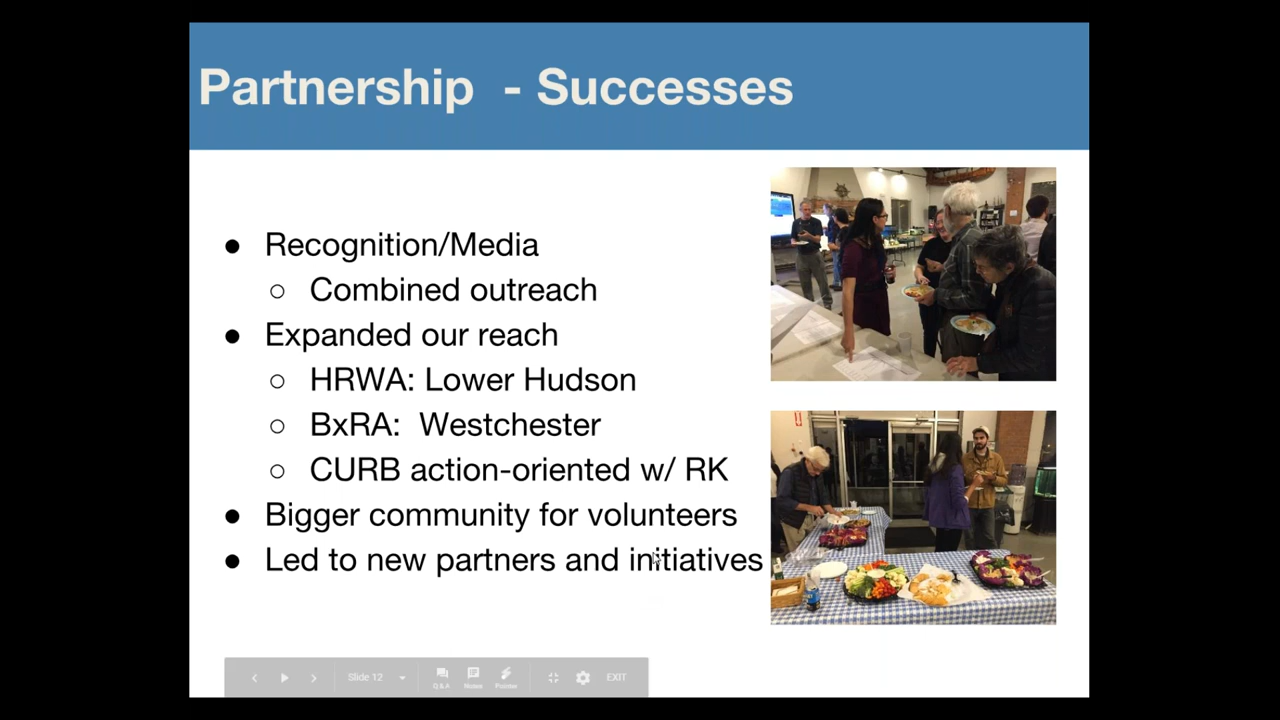 Partnership - Successes
● Recognition/Media
○ Combined outreach
● Expanded our reach
○ HRWA: Lower Hudson
○ BxRA: Westchester
○ CURB action-oriented w/ RK
● Bigger community for volunteers
● Led to new partners and initiatives
Slide 12
Q&A Notes Pointer
EXIT